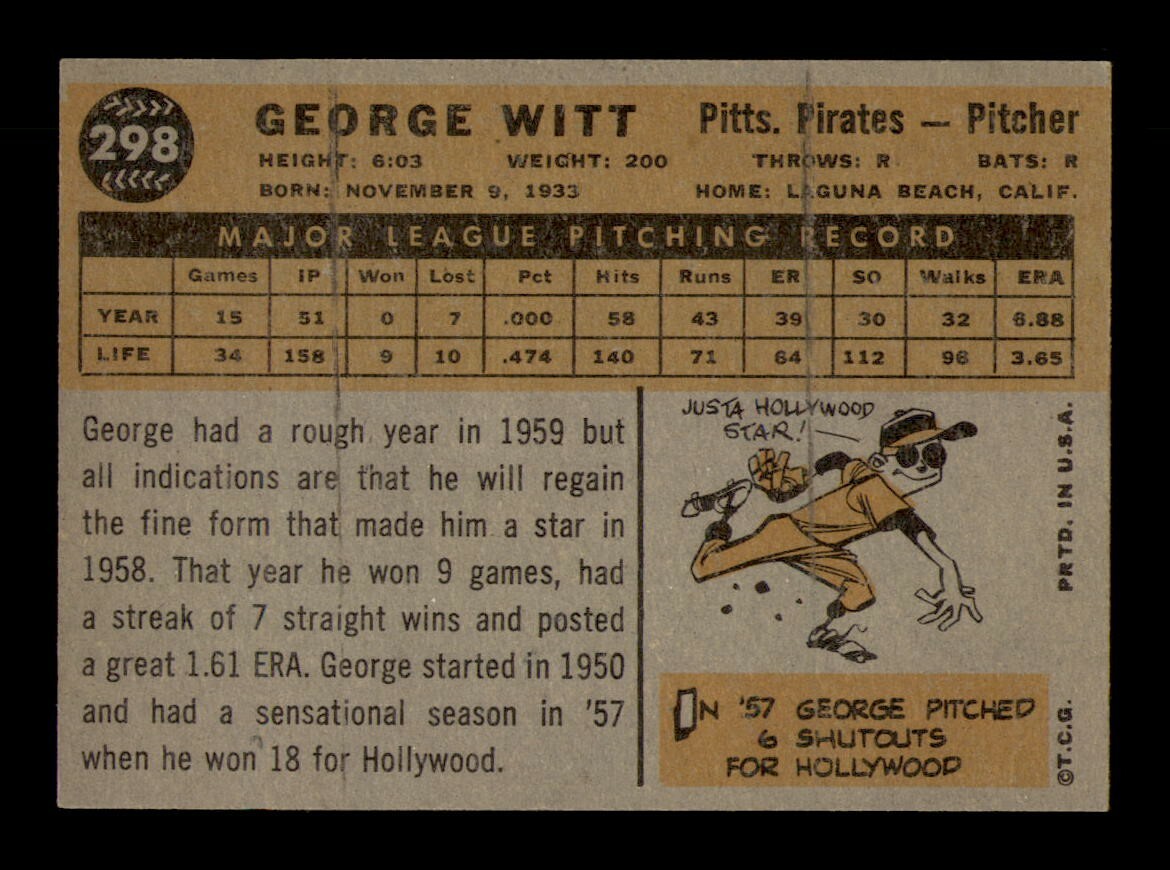 298
GEORGE WITT Pitts. Pirates — Pitcher
HEIGHT: 6:03 WEIGHT: 200 THROWS: R BATS: R
BORN: NOVEMBER 9, 1933 HOME: LAGUNA BEACH, CALIF.
MAJOR LEAGUE PITCHING RECORD
Games IP Won Lost Pct Hits Runs ER SO Walks ERA
YEAR 15 51 0 7 .000 58 43 39 30 32 6.88
LIFE 34 158 9 10 .474 140 71 64 112 96 3.65
George had a rough year in 1959 but
all indications are that he will regain
the fine form that made him a star in
1958. That year he won 9 games, had
a streak of 7 straight wins and posted
a great 1.61 ERA. George started in 1950
and had a sensational season in '57
when he won 18 for Hollywood.
JUST A HOLLYWOOD
STAR!
IN '57 GEORGE PITCHED
6 SHUTOUTS
FOR HOLLYWOOD
PRTD. IN U.S.A.
©T.C.G.